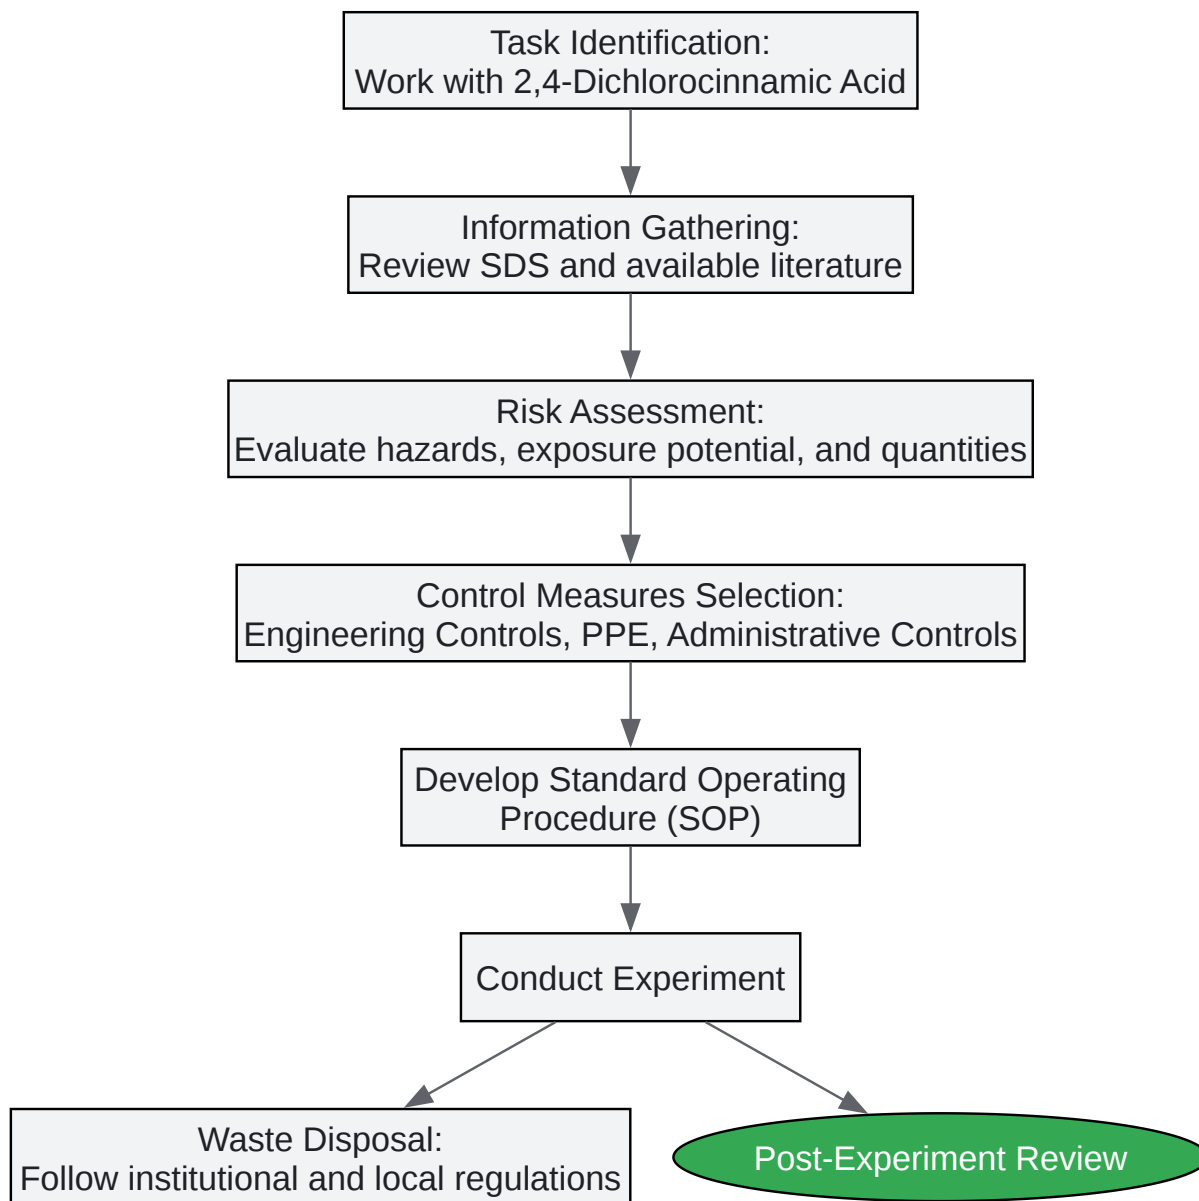 Task Identification:
Work with 2,4-Dichlorocinnamic Acid
Information Gathering:
Review SDS and available literature
Risk Assessment:
Evaluate hazards, exposure potential, and quantities
Control Measures Selection:
Engineering Controls, PPE, Administrative Controls
Develop Standard Operating
Procedure (SOP)
Conduct Experiment
Waste Disposal:
Follow institutional and local regulations
Post-Experiment Review